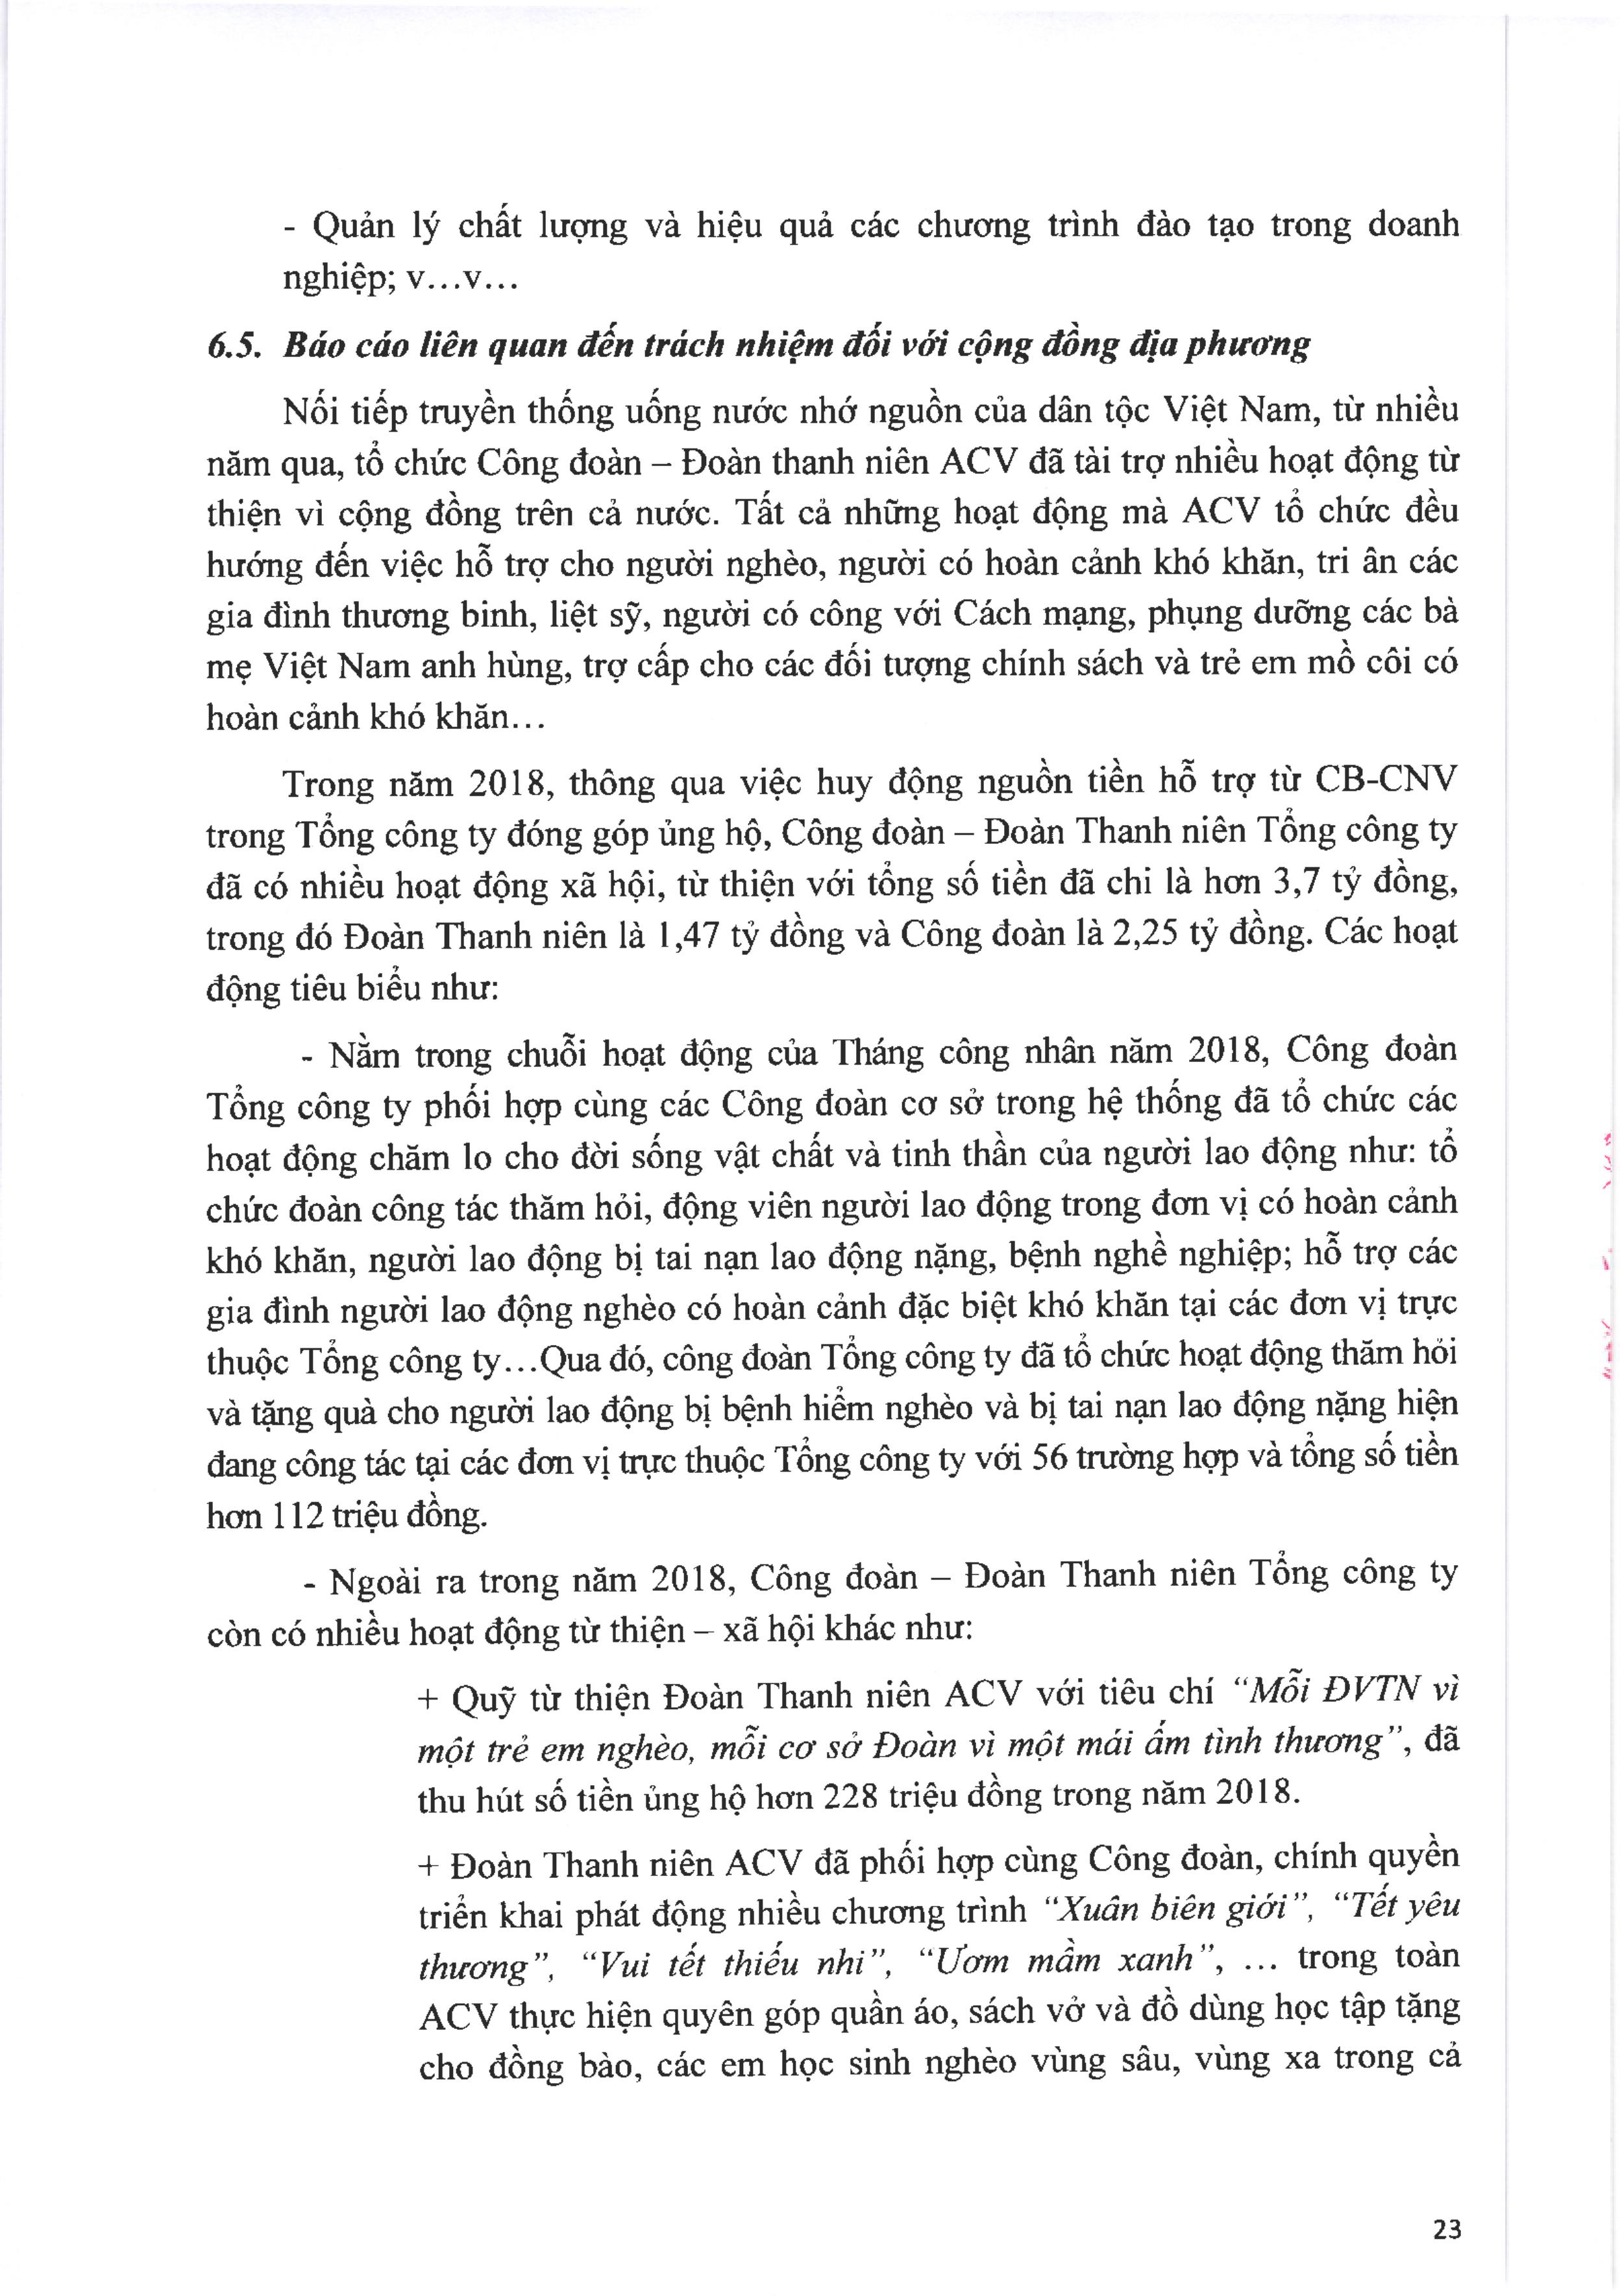 - Quản lý chất lượng và hiệu quả các chương trình đào tạo trong doanh
nghiệp; v…v…
6.5. Báo cáo liên quan đến trách nhiệm đối với cộng đồng địa phương
Nối tiếp truyền thống uống nước nhớ nguồn của dân tộc Việt Nam, từ nhiều
năm qua, tổ chức Công đoàn – Đoàn thanh niên ACV đã tài trợ nhiều hoạt động từ
thiện vì cộng đồng trên cả nước. Tất cả những hoạt động mà ACV tổ chức đều
hướng đến việc hỗ trợ cho người nghèo, người có hoàn cảnh khó khăn, tri ân các
gia đình thương binh, liệt sỹ, người có công với Cách mạng, phụng dưỡng các bà
mẹ Việt Nam anh hùng, trợ cấp cho các đối tượng chính sách và trẻ em mồ côi có
hoàn cảnh khó khăn…
Trong năm 2018, thông qua việc huy động nguồn tiền hỗ trợ từ CB-CNV
trong Tổng công ty đóng góp ủng hộ, Công đoàn – Đoàn Thanh niên Tổng công ty
đã có nhiều hoạt động xã hội, từ thiện với tổng số tiền đã chi là hơn 3,7 tỷ đồng,
trong đó Đoàn Thanh niên là 1,47 tỷ đồng và Công đoàn là 2,25 tỷ đồng. Các hoạt
động tiêu biểu như:
- Nằm trong chuỗi hoạt động của Tháng công nhân năm 2018, Công đoàn
Tổng công ty phối hợp cùng các Công đoàn cơ sở trong hệ thống đã tổ chức các
hoạt động chăm lo cho đời sống vật chất và tinh thần của người lao động như: tổ
chức đoàn công tác thăm hỏi, động viên người lao động trong đơn vị có hoàn cảnh
khó khăn, người lao động bị tai nạn lao động nặng, bệnh nghề nghiệp; hỗ trợ các
gia đình người lao động nghèo có hoàn cảnh đặc biệt khó khăn tại các đơn vị trực
thuộc Tổng công ty…Qua đó, công đoàn Tổng công ty đã tổ chức hoạt động thăm hỏi
và tặng quà cho người lao động bị bệnh hiểm nghèo và bị tai nạn lao động nặng hiện
đang công tác tại các đơn vị trực thuộc Tổng công ty với 56 trường hợp và tổng số tiền
hơn 112 triệu đồng.
- Ngoài ra trong năm 2018, Công đoàn – Đoàn Thanh niên Tổng công ty
còn có nhiều hoạt động từ thiện – xã hội khác như:
+ Quỹ từ thiện Đoàn Thanh niên ACV với tiêu chí “Mỗi ĐVTN vì
một trẻ em nghèo, mỗi cơ sở Đoàn vì một mái ấm tình thương”, đã
thu hút số tiền ủng hộ hơn 228 triệu đồng trong năm 2018.
+ Đoàn Thanh niên ACV đã phối hợp cùng Công đoàn, chính quyền
triển khai phát động nhiều chương trình “Xuân biên giới”, “Tết yêu
thương”, “Vui tết thiếu nhi”, “Ươm mầm xanh”, … trong toàn
ACV thực hiện quyên góp quần áo, sách vở và đồ dùng học tập tặng
cho đồng bào, các em học sinh nghèo vùng sâu, vùng xa trong cả
23